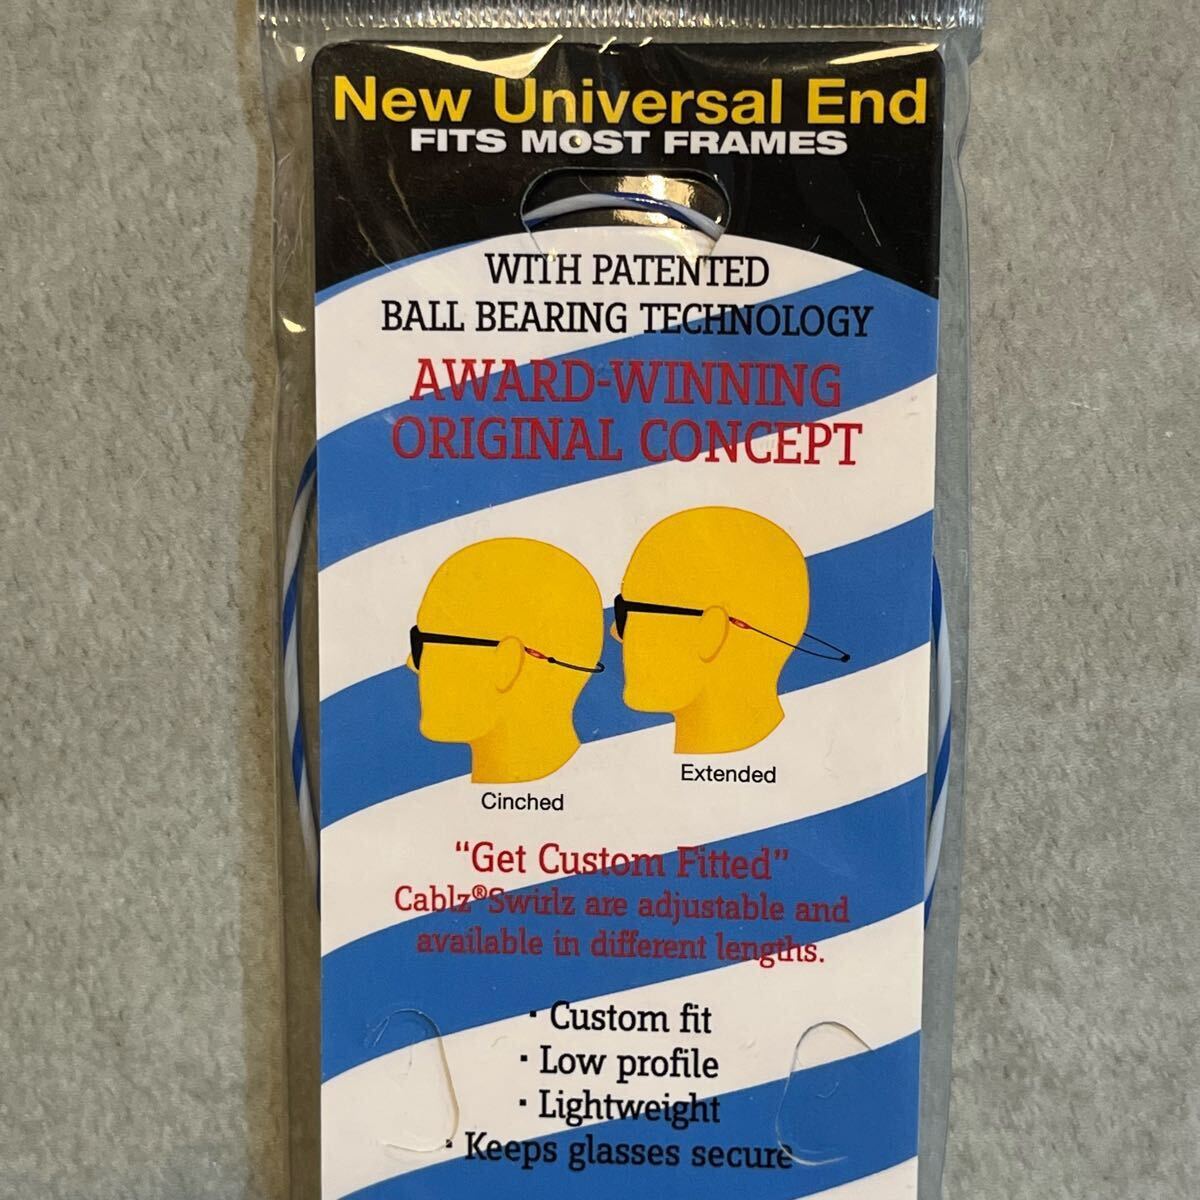 New Universal End
FITS MOST FRAMES
WITH PATENTED
BALL BEARING TECHNOLOGY
AWARD-WINNING
ORIGINAL CONCEPT
Cinched
Extended
“Get Custom Fitted”
Cablz® Swirlz are adjustable and
available in different lengths.
· Custom fit
· Low profile
· Lightweight
· Keeps glasses secure